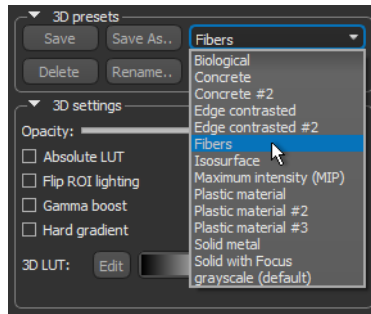 3D presets
Save
Save As..
Fibers
Delete
Rename..
Biological
Concrete
Concrete #2
Edge contrasted
Edge contrasted #2
Fibers
Isosurface
Maximum intensity (MIP)
Plastic material
Plastic material #2
Plastic material #3
Solid metal
Solid with Focus
grayscale (default)
3D settings
Opacity:
Absolute LUT
Flip ROI lighting
Gamma boost
Hard gradient
3D LUT:
Edit